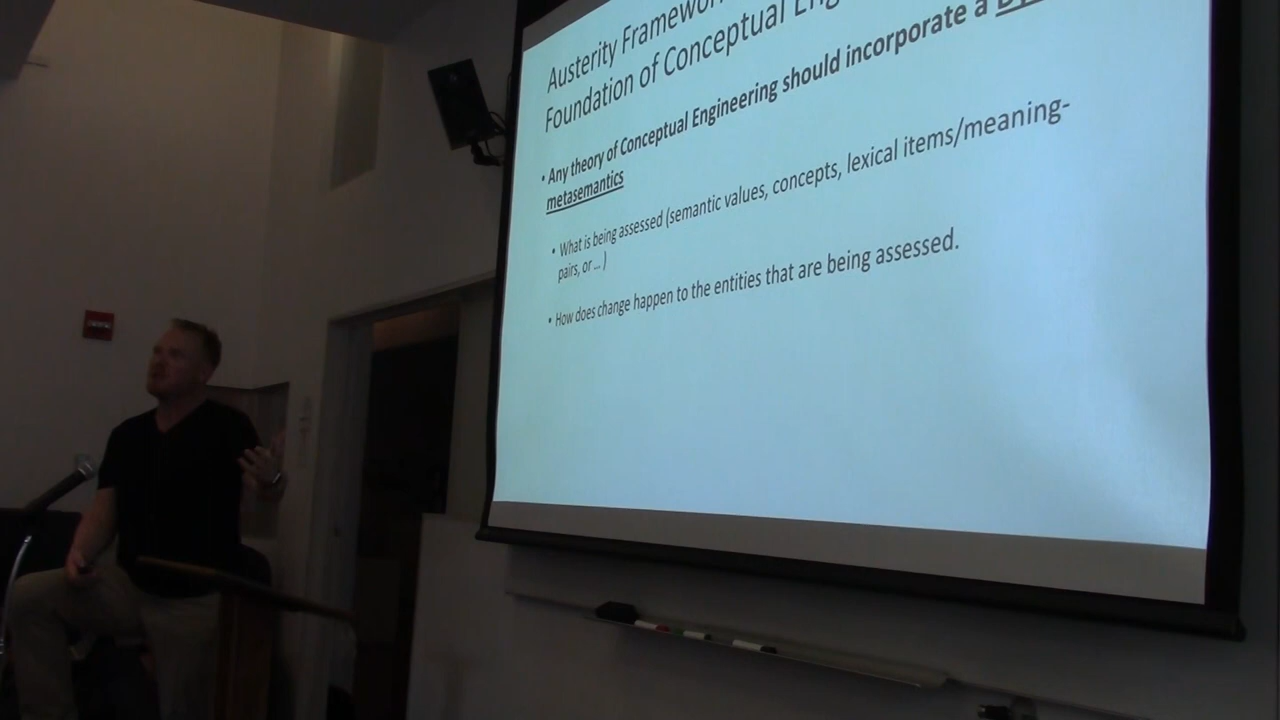 Austerity
Foundation of Conceptual
• Any theory of Conceptual Engineering should incorporate a
metasemantics
• What is being assessed (semantic values, concepts, lexical items/meaning-
pairs, or ... )
• How does change happen to the entities that are being assessed.